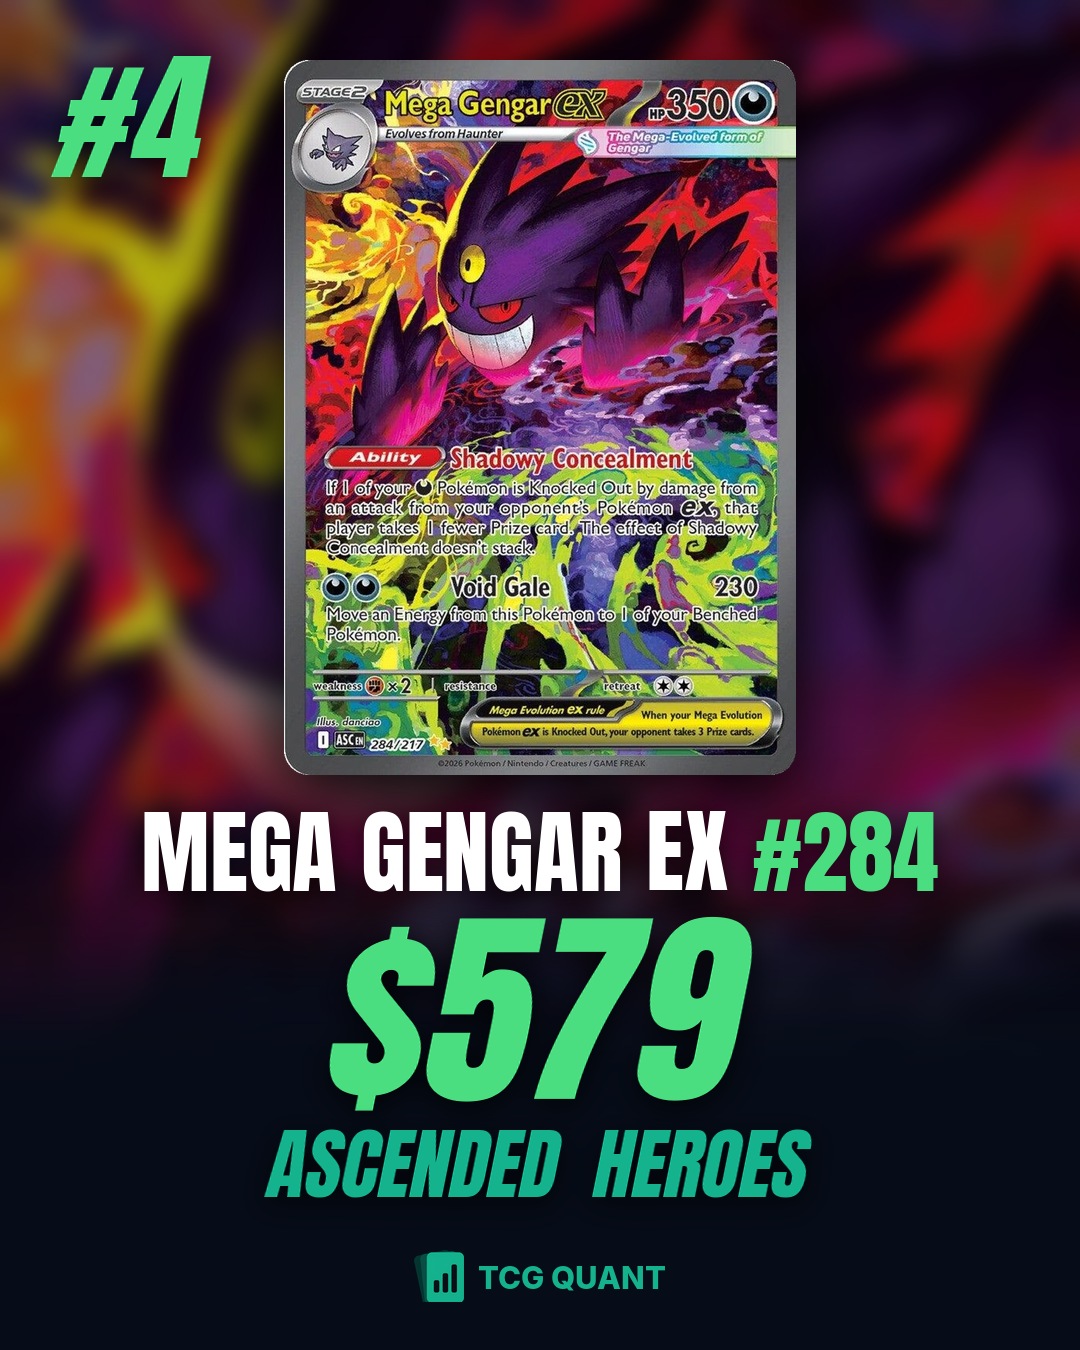 #4
STAGE2
Mega Gengar ex HP 350
Evolves from Haunter
The Mega-Evolved form of
Gengar
Ability Shadowy Concealment
If 1 of your Pokémon is Knocked Out by damage from
an attack from your opponent's Pokémon ex, that
player takes 1 fewer Prize card. The effect of Shadowy
Concealment doesn't stack.
Void Gale 230
Move an Energy from this Pokémon to 1 of your Benched
Pokémon.
weakness x2 resistance retreat
Mega Evolution ex rule
When your Mega Evolution
Pokémon ex is Knocked Out, your opponent takes 3 Prize cards.
Illus. danciao
I ASC EN 284/217
©2026 Pokémon / Nintendo / Creatures / GAME FREAK
MEGA GENGAR EX #284
$579
ASCENDED HEROES
TCG QUANT